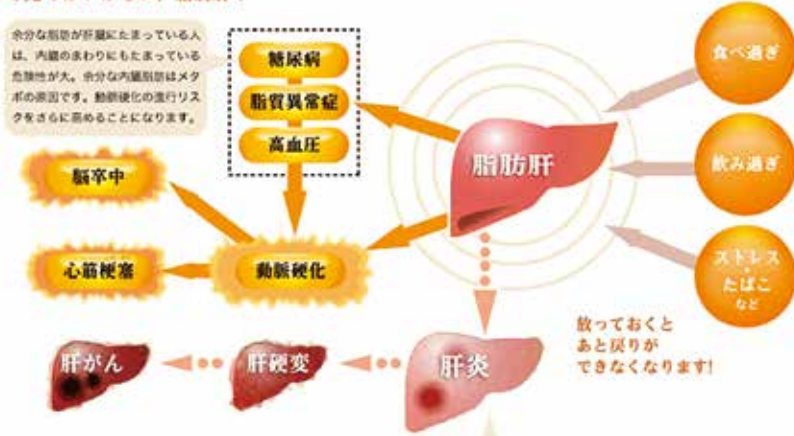 余分な脂肪が肝臓にたまっている人
は、内臓のまわりにもたまっている
危険性が大。余分な内臓脂肪はメタ
ボの原因です。動脈硬化の進行リス
クをさらに高めることになります。
糖尿病
脂質異常症
高血圧
脳卒中
心筋梗塞
動脈硬化
脂肪肝
食べ過ぎ
飲み過ぎ
ストレス
・
たばこ
など
放っておくと
あと戻りが
できなくなります!
肝がん
肝硬変
肝炎